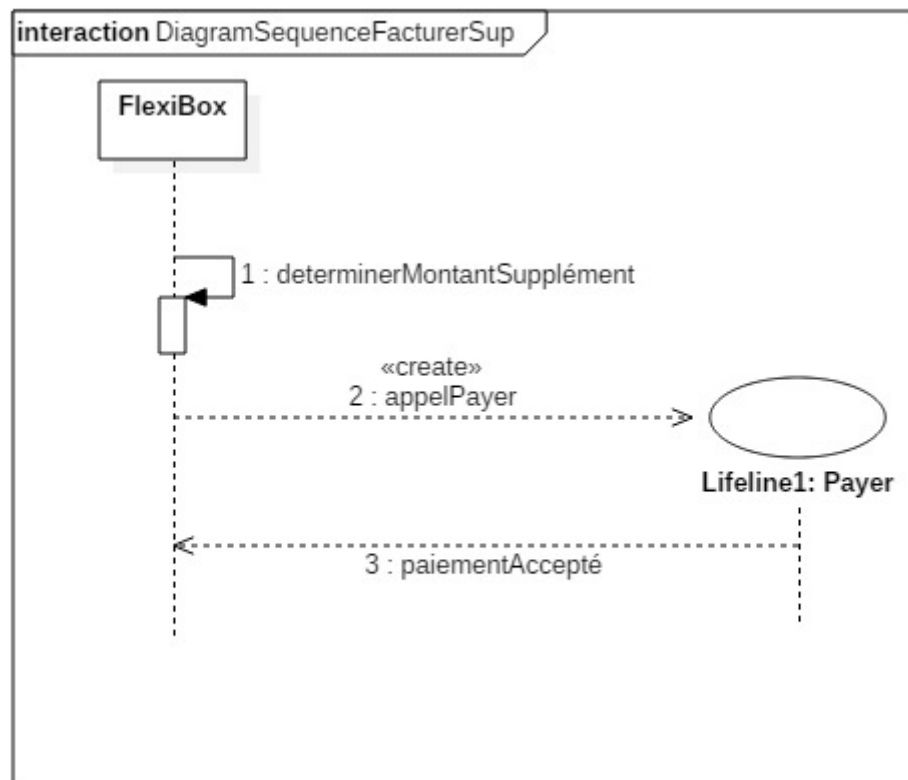 interaction DiagramSequenceFacturerSup
FlexiBox
1 : determinerMontantSupplément
«create»
2 : appelPayer
Lifeline1: Payer
3 : paiementAccepté